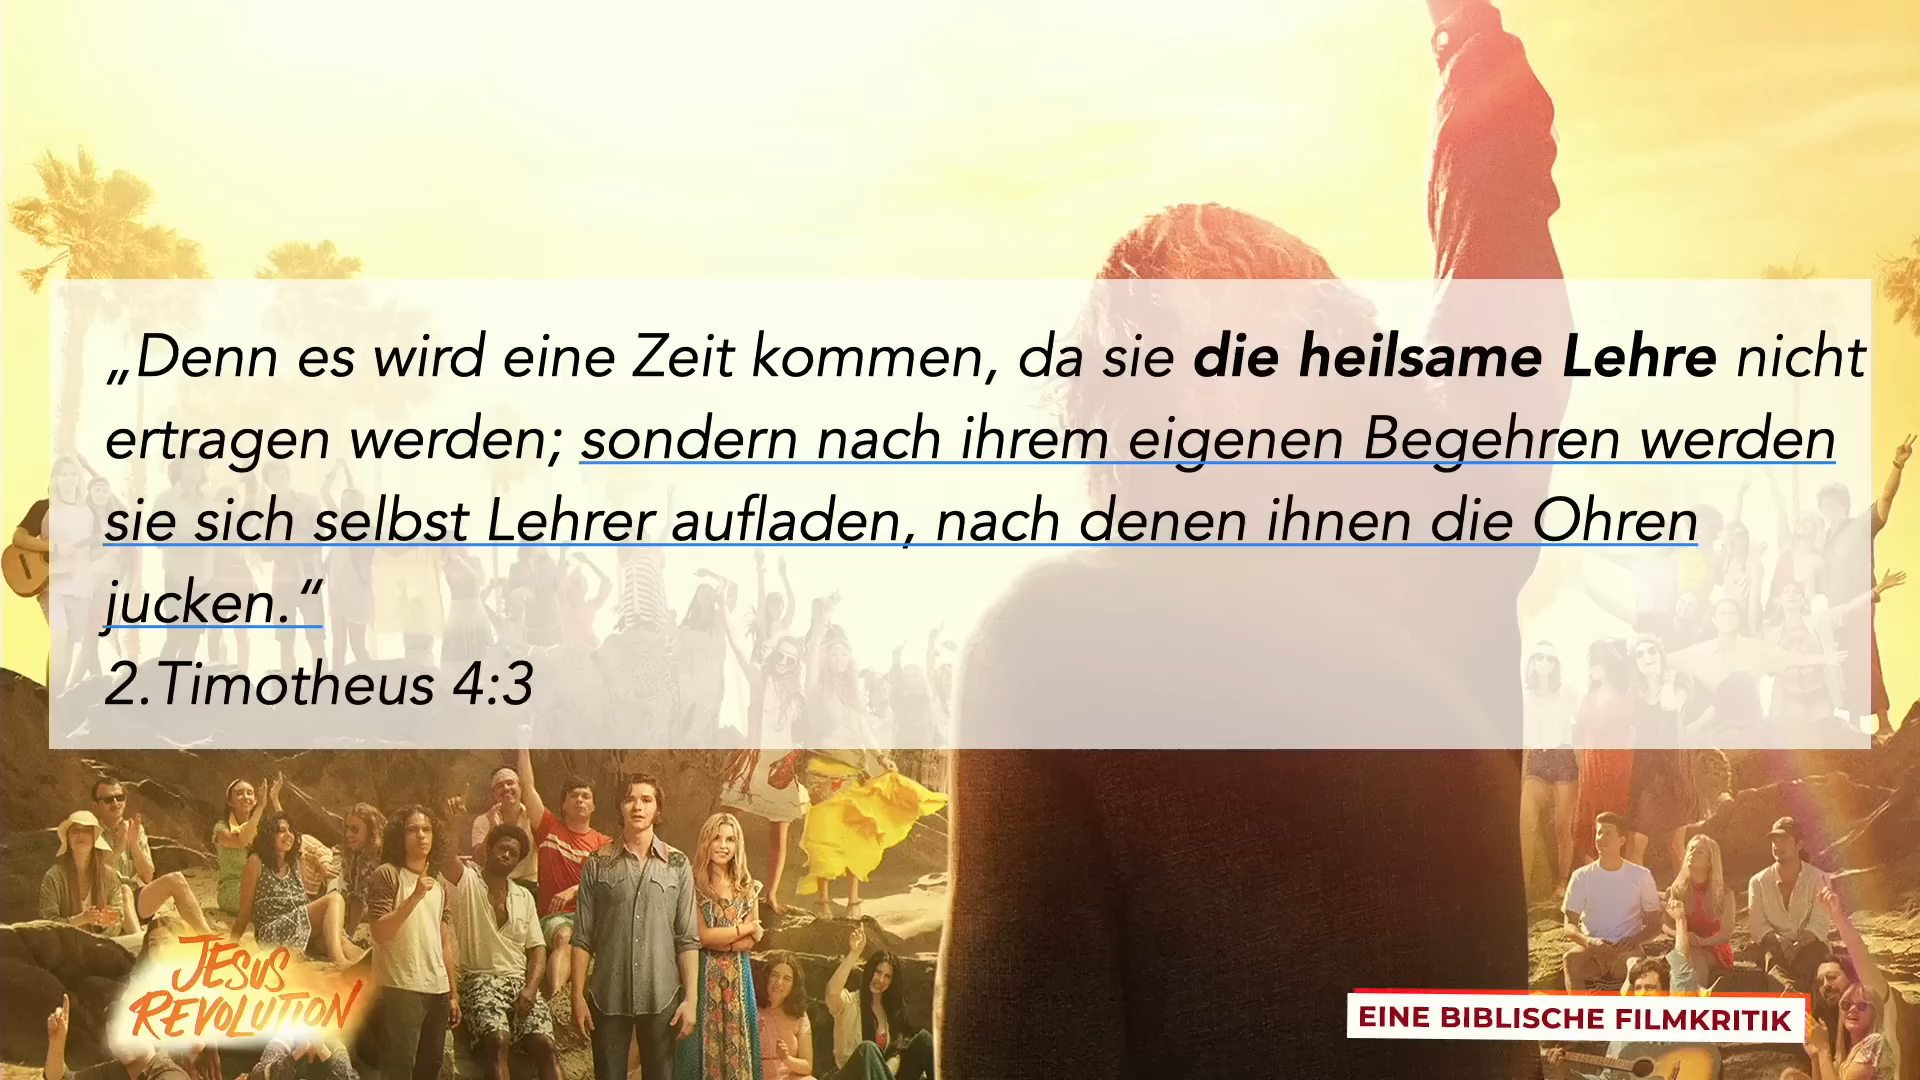 „Denn es wird eine Zeit kommen, da sie die heilsame Lehre nicht
ertragen werden; sondern nach ihrem eigenen Begehren werden
sie sich selbst Lehrer aufladen, nach denen ihnen die Ohren
jucken.“
2.Timotheus 4:3
JESUS
REVOLUTION
EINE BIBLISCHE FILMKRITIK